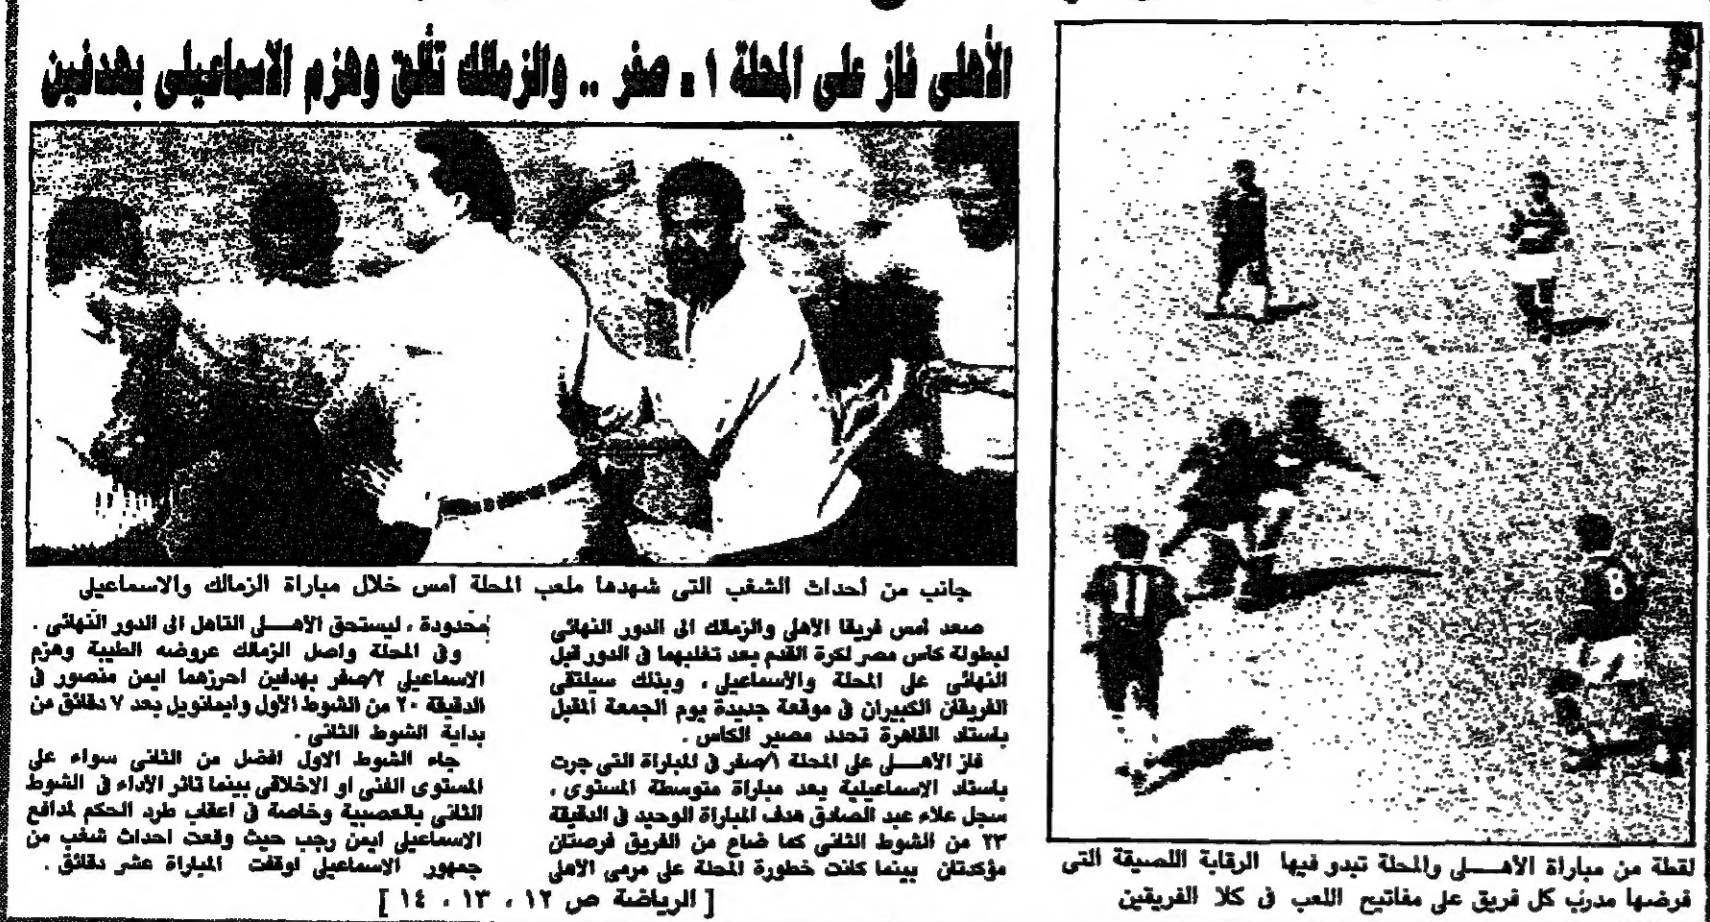 الأهلى فاز على المحلة ١ - صفر .. والزمالك تألق وهزم الاسماعيلى بهدفين
جانب من أحداث الشغب التى شهدها ملعب المحلة أمس خلال مباراة الزمالك والاسماعيلى
صعد أمس فريقا الأهلى والزمالك الى الدور النهائى
لبطولة كأس مصر لكرة القدم بعد تغلبهما فى الدور قبل
النهائى على المحلة والأسماعيلى ، وبذلك سيلتقى
الفريقان الكبيران فى موقعة جديدة يوم الجمعة المقبل
باستاد القاهرة تحدد مصير الكأس .
فاز الأهـــلى على المحلة ١/صفر فى المباراة التى جرت
باستاد الاسماعيلية بعد مباراة متوسطة المستوى .
سجل علاء عبد الصادق هدف المباراة الوحيد فى الدقيقة
٢٣ من الشوط الثانى كما ضاع من الفريق فرصتان
مؤكدتان بينما كانت خطورة المحلة على مرمى الأهلى
محدودة ، ليستحق الأهـــلى التاهل الى الدور النهائى .
وفى المحلة واصل الزمالك عروضه الطيبة وهزم
الاسماعيلى ٢/صفر بهدفين احرزهما ايمن منصور فى
الدقيقة ٢٠ من الشوط الأول وايمانويل بعد ٧ دقائق من
بداية الشوط الثانى .
جاء الشوط الاول افضل من الثانى سواء على
المستوى الفنى او الاخلاقى بينما تاثر الأداء فى الشوط
الثانى بالعصبية وخاصة فى اعقاب طرد الحكم لمدافع
الاسماعيلى ايمن رجب حيث وقعت احداث شغب من
جمهور الاسماعيلى اوقفت المباراة عشر دقائق .
[ الرياضة ص ١٢ ، ١٣ ، ١٤ ]
لقطة من مباراة الأهـــلى والمحلة تبدو فيها الرقابة اللصيقة التى
فرضها مدرب كل فريق على مفاتيح اللعب فى كلا الفريقين
11
8